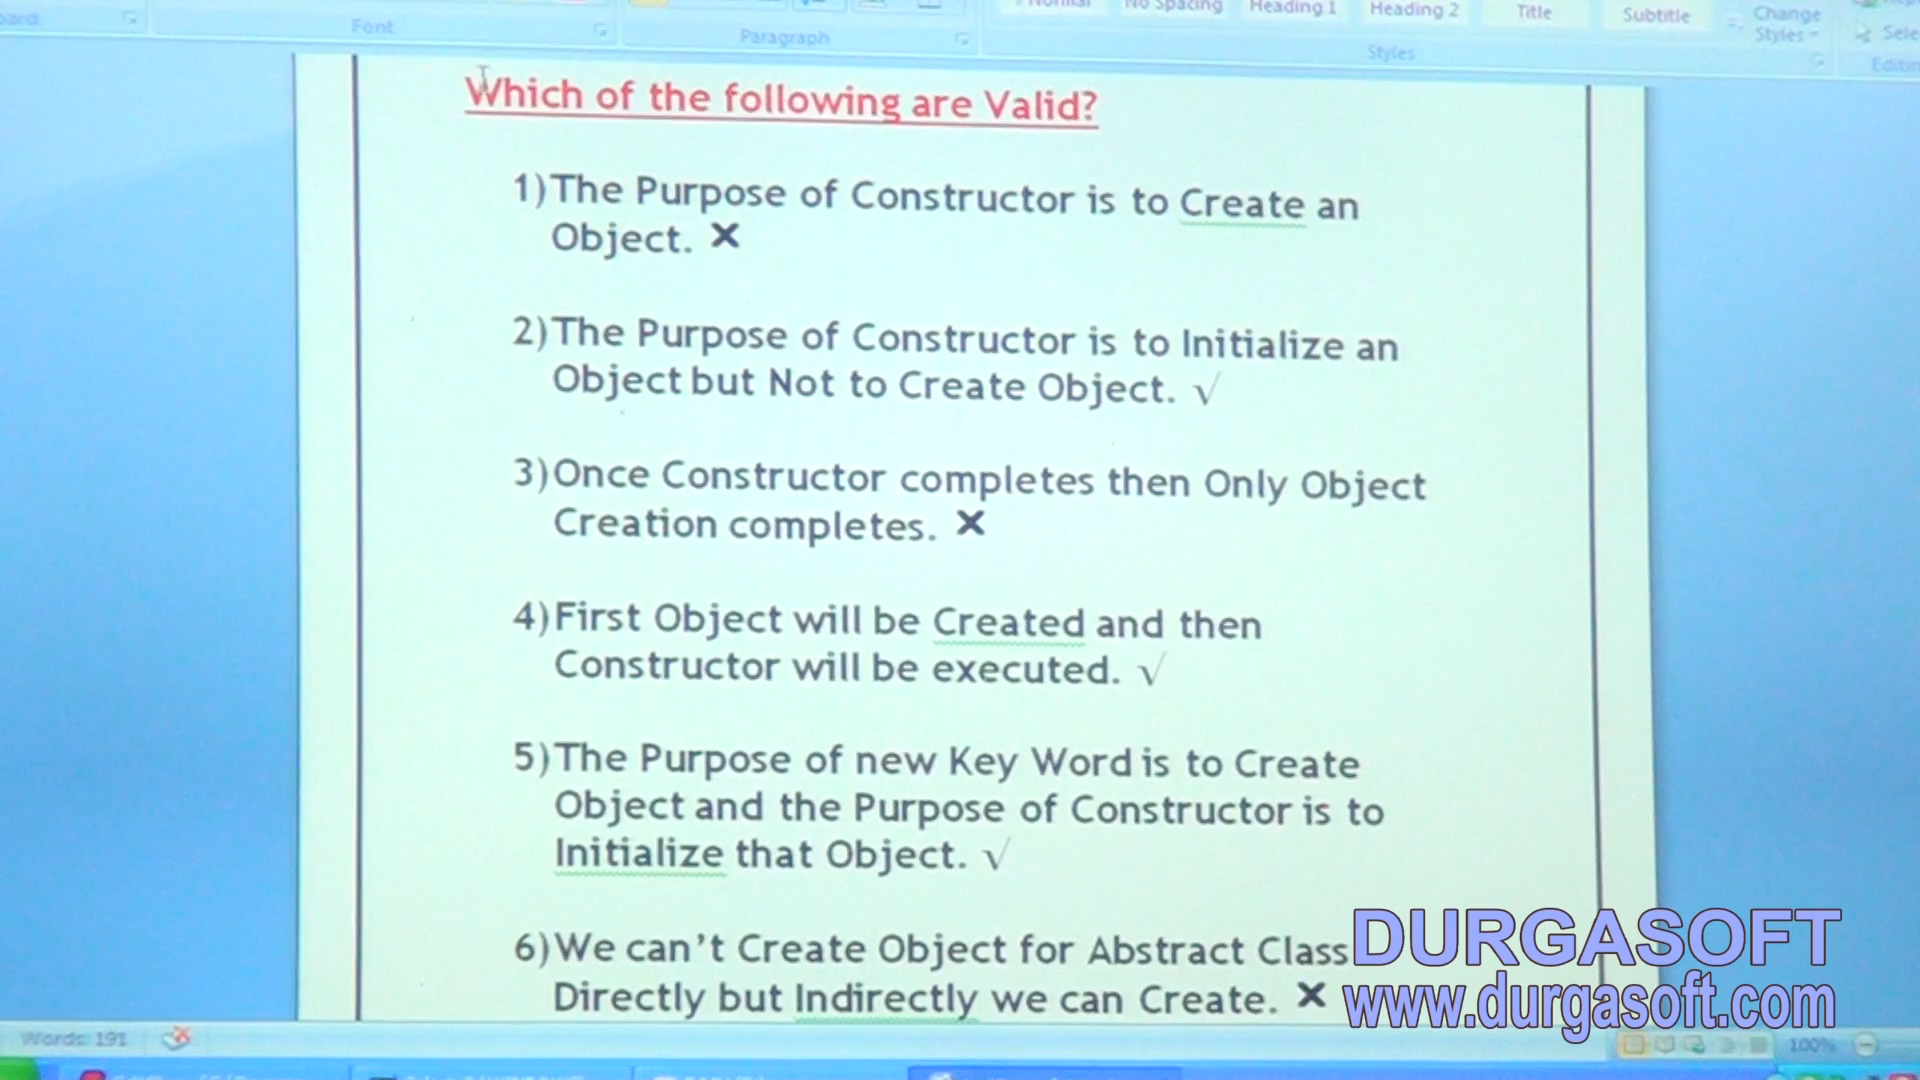 Font
Paragraph
No Spacing
Heading 1
Heading 2
Title
Subtitle
Change
Styles
Styles
Which of the following are Valid?
1) The Purpose of Constructor is to Create an
Object. ✕
2) The Purpose of Constructor is to Initialize an
Object but Not to Create Object. √
3) Once Constructor completes then Only Object
Creation completes. ✕
4) First Object will be Created and then
Constructor will be executed. √
5) The Purpose of new Key Word is to Create
Object and the Purpose of Constructor is to
Initialize that Object. √
6) We can't Create Object for Abstract Class
Directly but Indirectly we can Create. ✕
DURGASOFT
www.durgasoft.com
Words: 191
100%